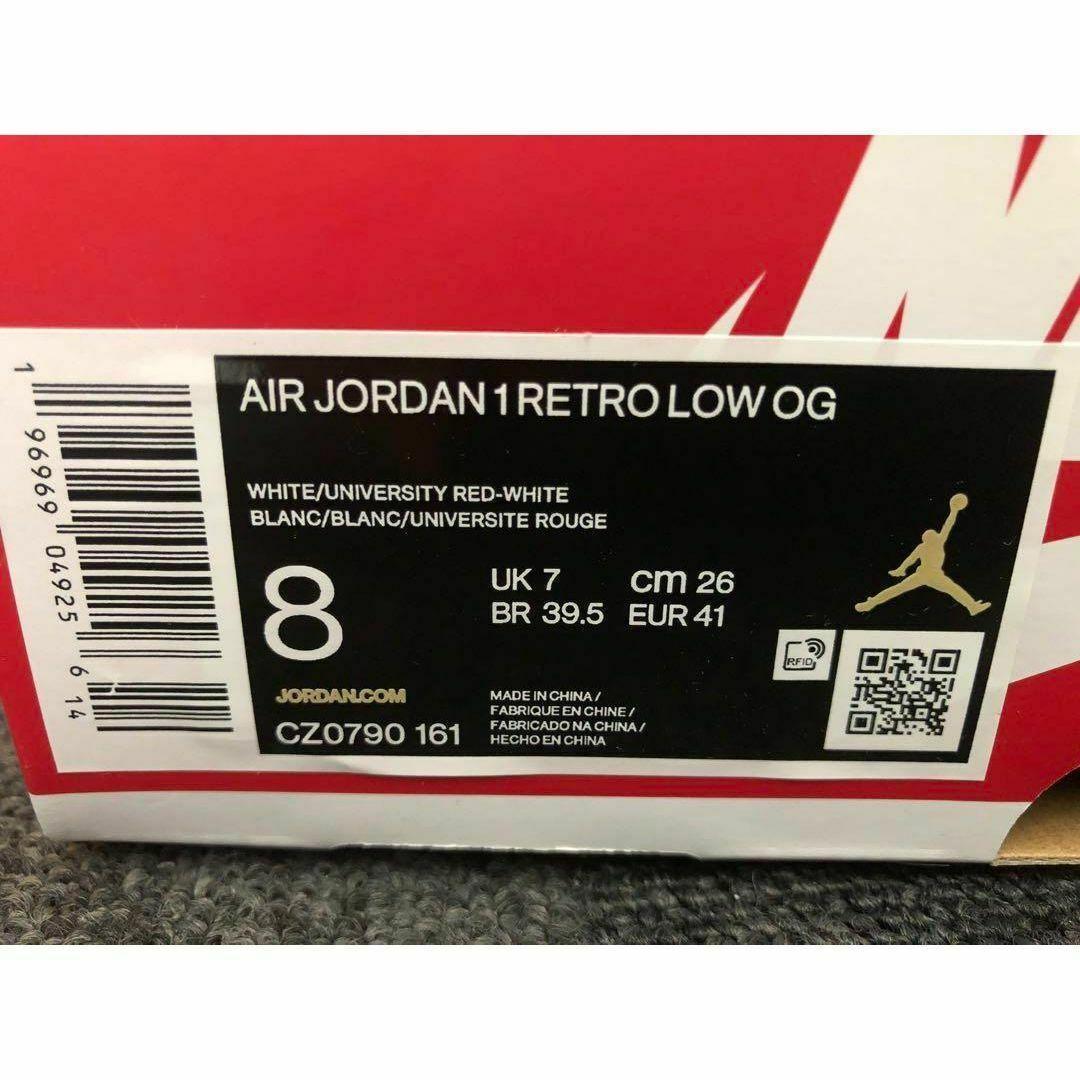 AIR JORDAN 1 RETRO LOW OG
WHITE/UNIVERSITY RED-WHITE
BLANC/BLANC/UNIVERSITE ROUGE
8
UK 7 cm 26
BR 39.5 EUR 41
RFID
JORDAN.COM
CZ0790 161
MADE IN CHINA /
FABRIQUE EN CHINE /
FABRICADO NA CHINA /
HECHO EN CHINA
1 96969 04925 6 14